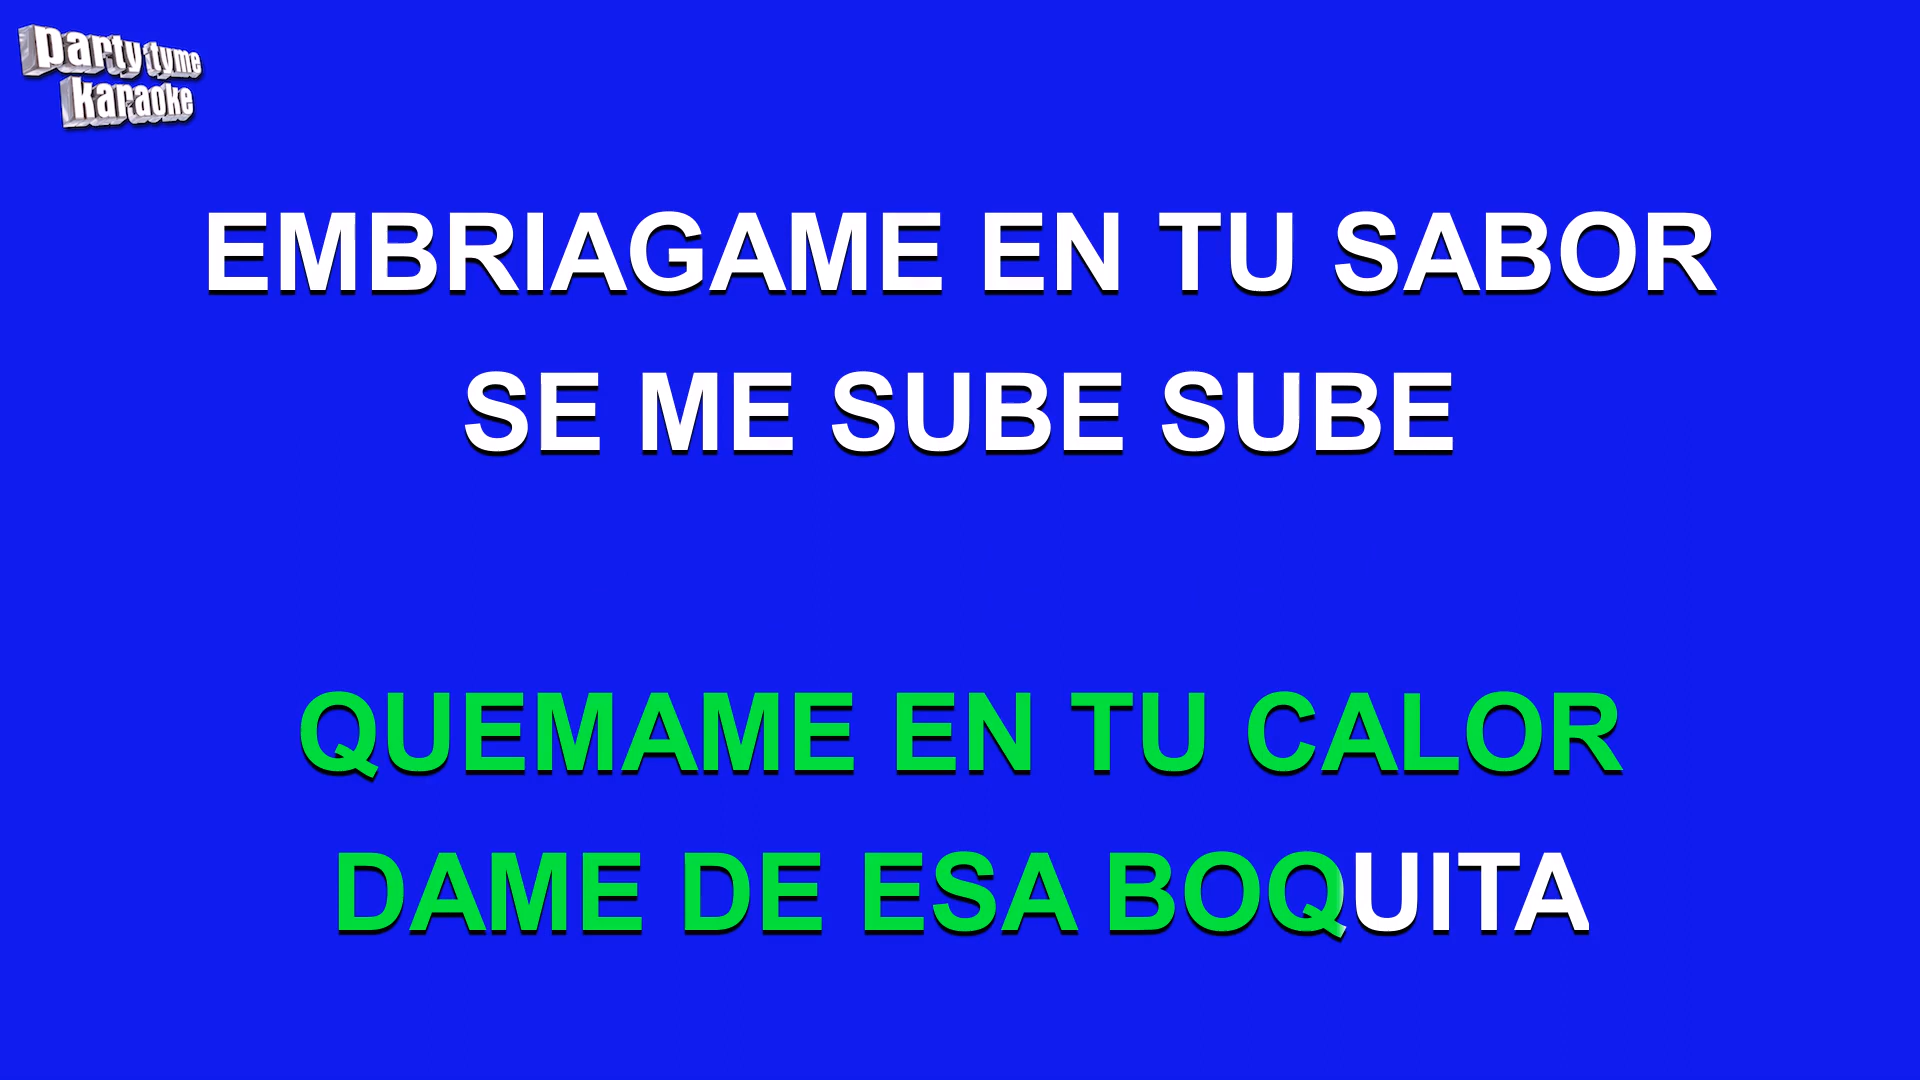 party tyme
karaoke
EMBRIAGAME EN TU SABOR
SE ME SUBE SUBE
QUEMAME EN TU CALOR
DAME DE ESA BOQUITA